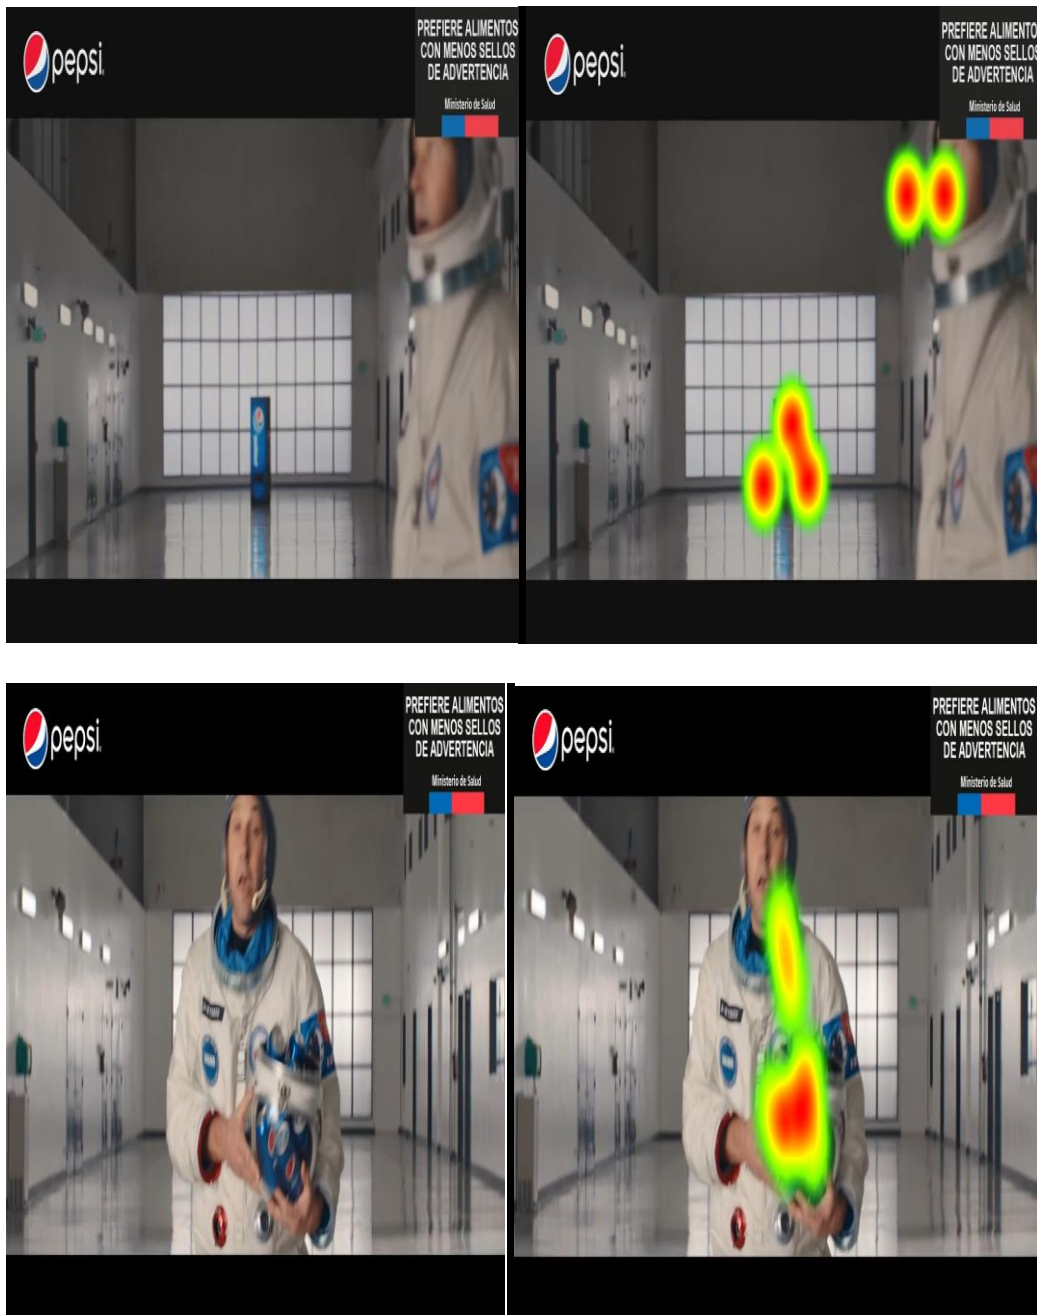 pepsi.
PREFIERE ALIMENTOS
CON MENOS SELLOS
DE ADVERTENCIA
Ministerio de Salud
pepsi.
PREFIERE ALIMENTO
CON MENOS SELLOS
DE ADVERTENCIA
Ministerio de Salud
pepsi.
PREFIERE ALIMENTOS
CON MENOS SELLOS
DE ADVERTENCIA
Ministerio de Salud
pepsi.
PREFIERE ALIMENTOS
CON MENOS SELLOS
DE ADVERTENCIA
Ministerio de Salud